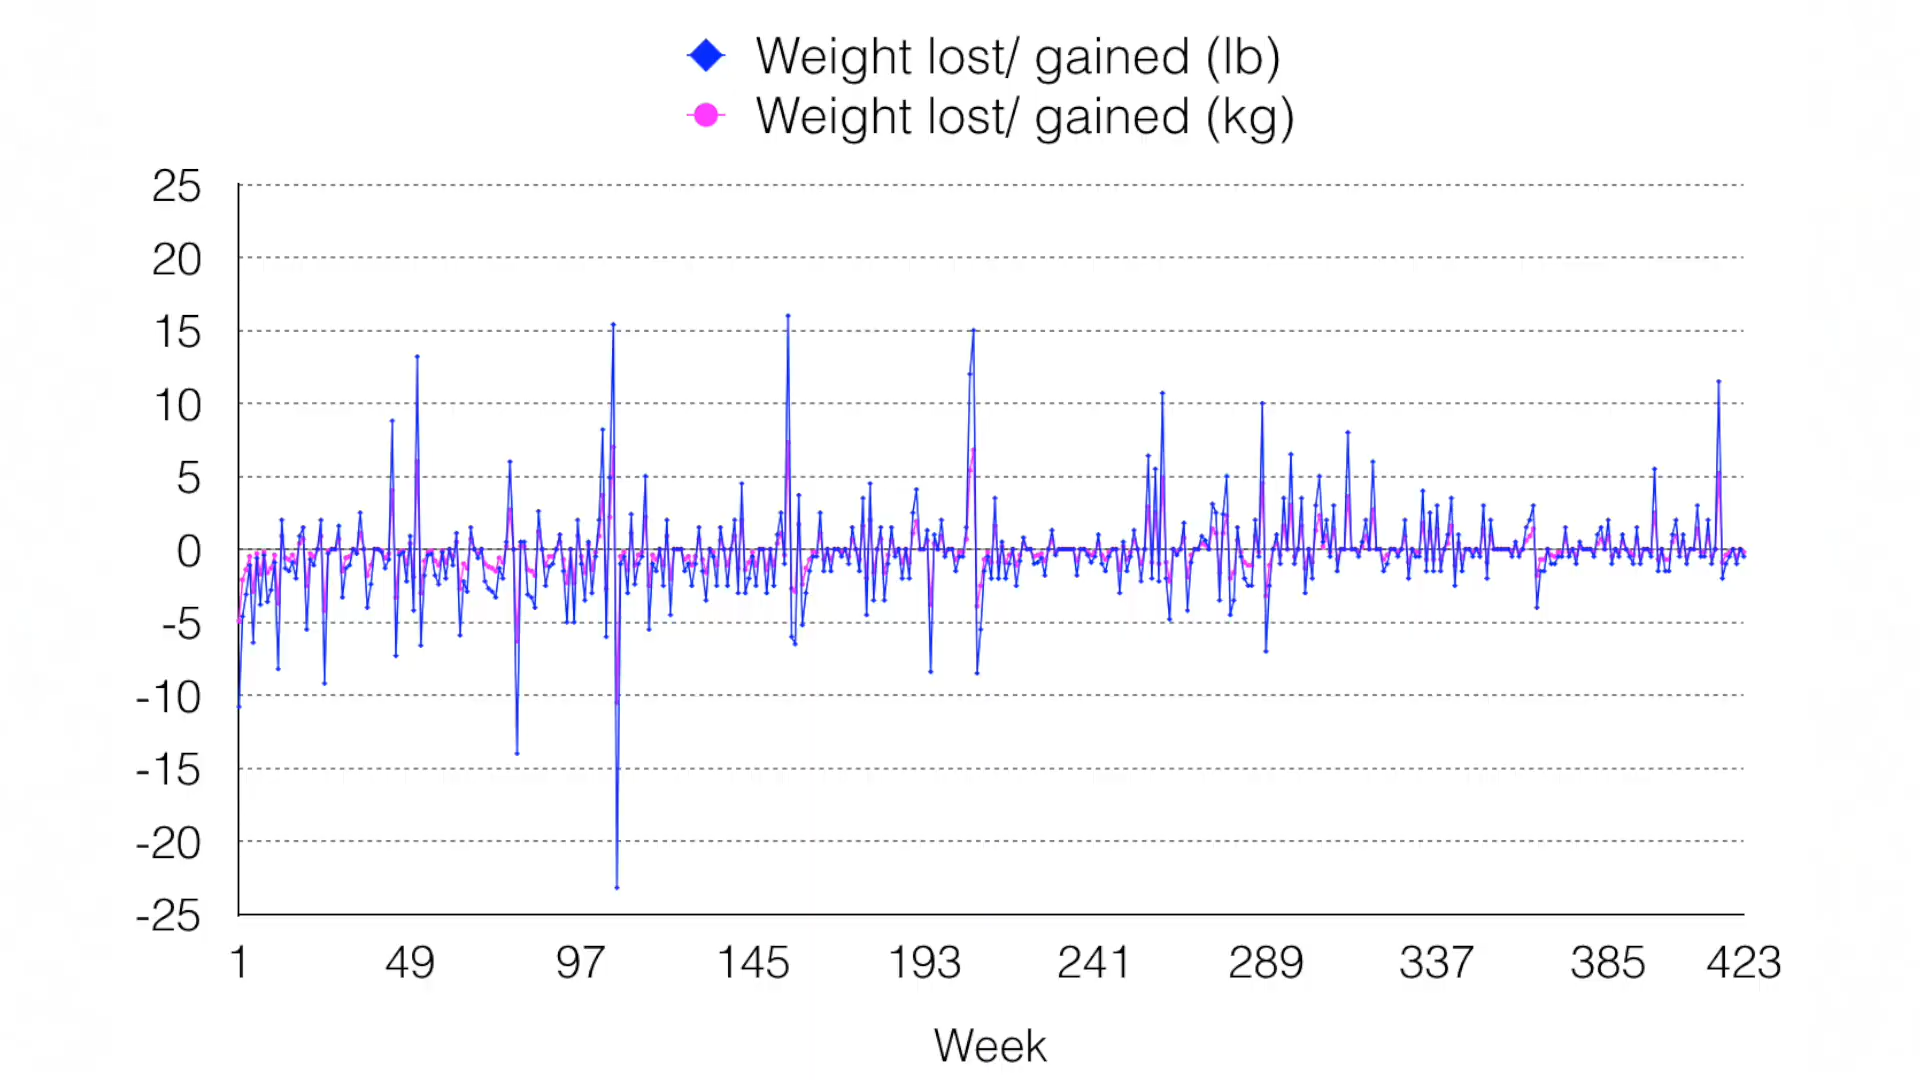 Weight lost/ gained (lb)
Weight lost/ gained (kg)
25
20
15
10
5
0
-5
-10
-15
-20
-25
1 49 97 145 193 241 289 337 385 423
Week